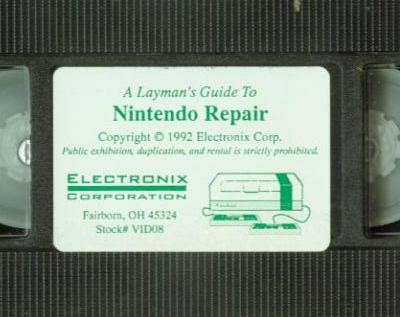 A Layman's Guide To
Nintendo Repair
Copyright © 1992 Electronix Corp.
Public exhibition, duplication, and rental is strictly prohibited.
ELECTRONIX
CORPORATION
Fairborn, OH 45324
Stock# VID08